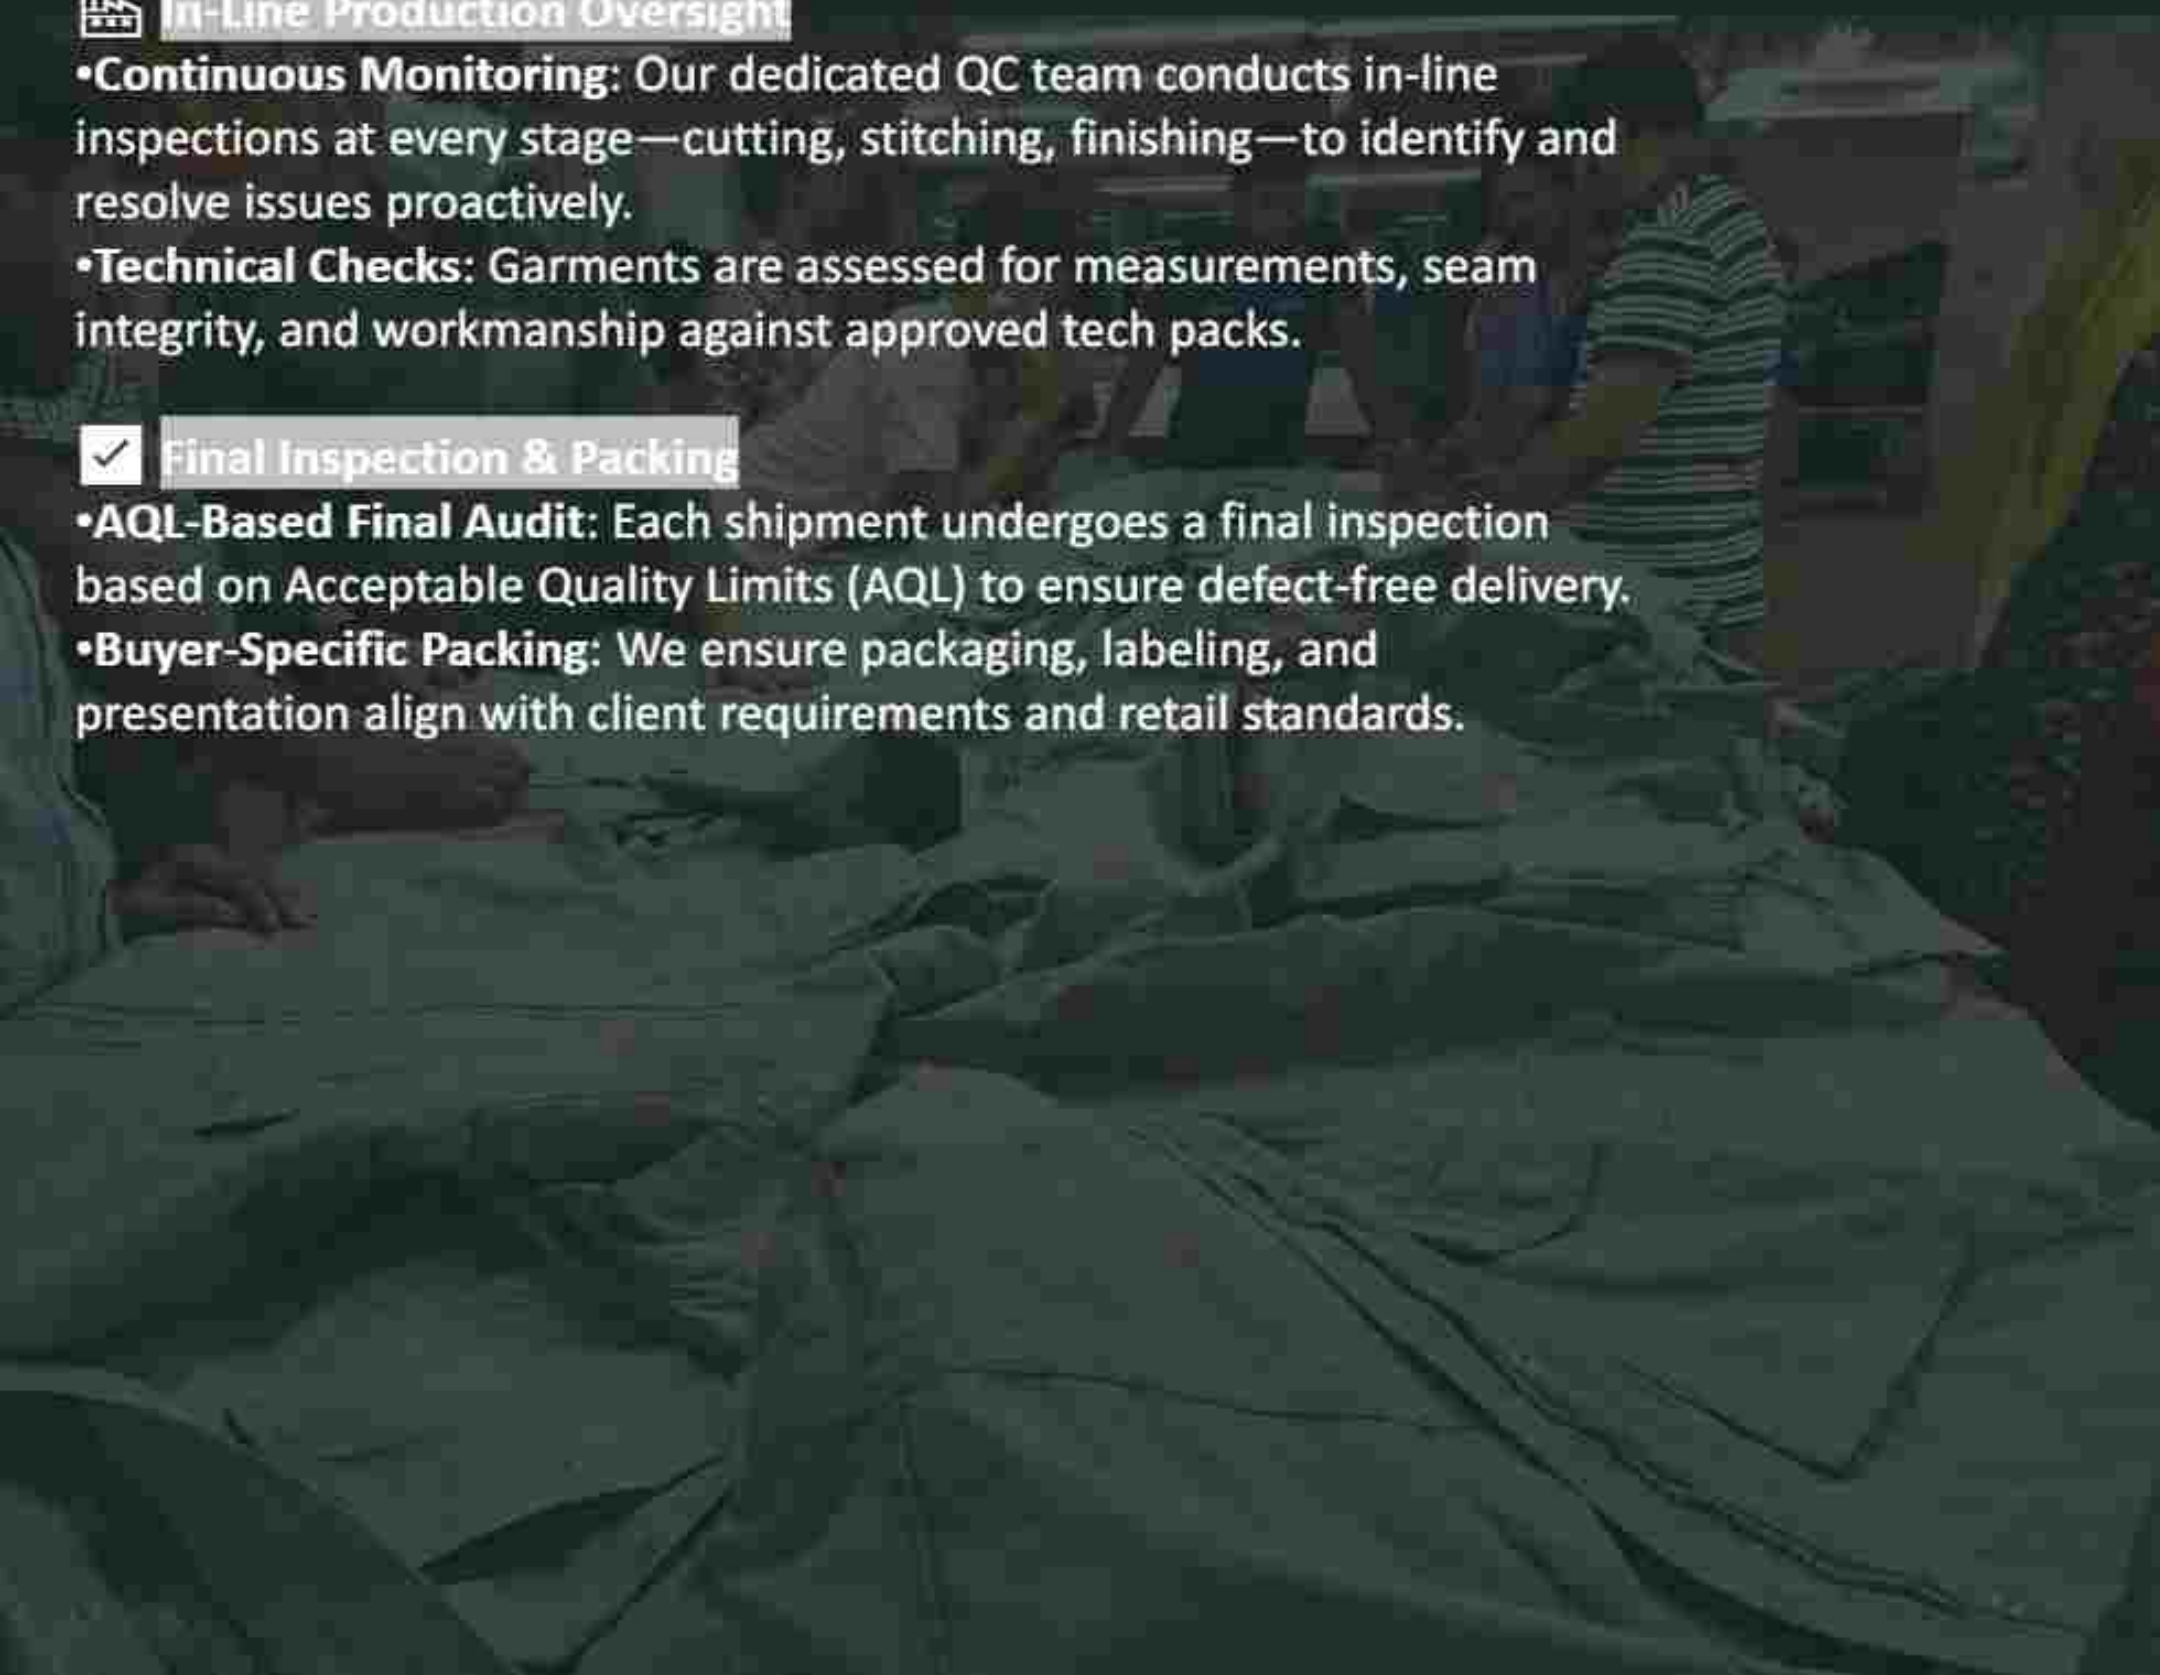 In-Line Production Oversight
•Continuous Monitoring: Our dedicated QC team conducts in-line
inspections at every stage—cutting, stitching, finishing—to identify and
resolve issues proactively.
•Technical Checks: Garments are assessed for measurements, seam
integrity, and workmanship against approved tech packs.
Final Inspection & Packing
•AQL-Based Final Audit: Each shipment undergoes a final inspection
based on Acceptable Quality Limits (AQL) to ensure defect-free delivery.
•Buyer-Specific Packing: We ensure packaging, labeling, and
presentation align with client requirements and retail standards.